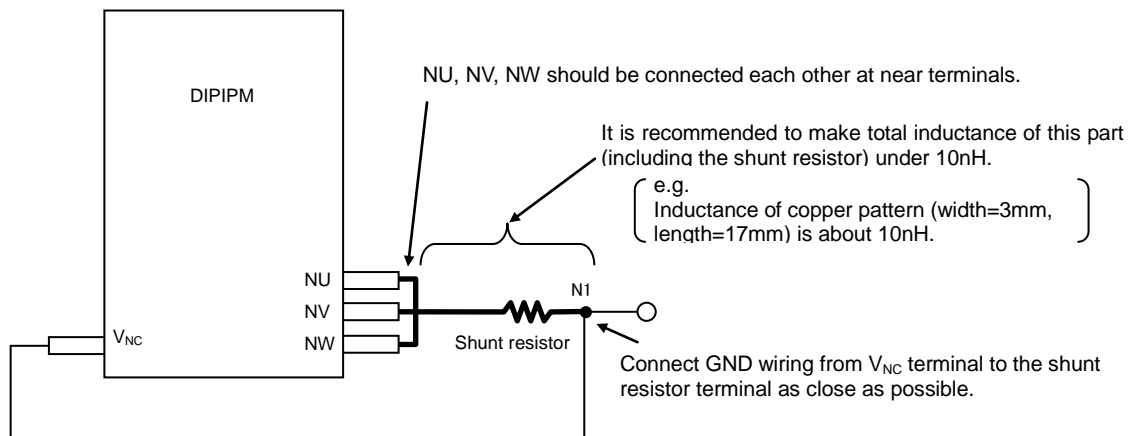 NU, NV, NW should be connected each other at near terminals.
DIPIPM
It is recommended to make total inductance of this part
(including the shunt resistor) under 10nH.
e.g.
Inductance of copper pattern (width=3mm,
length=17mm) is about 10nH.
NU
N1
NV
VNC
NW
Shunt resistor
Connect GND wiring from VNC terminal to the shunt
resistor terminal as close as possible.